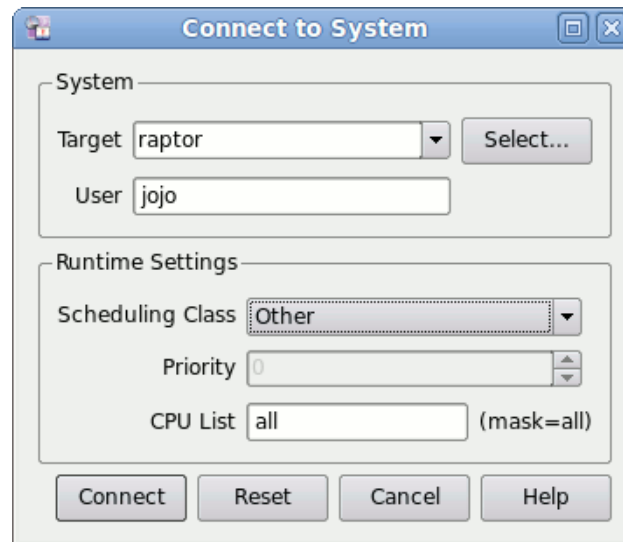 Connect to System
System
Target raptor Select...
User jojo
Runtime Settings
Scheduling Class Other
Priority 0
CPU List all (mask=all)
Connect Reset Cancel Help